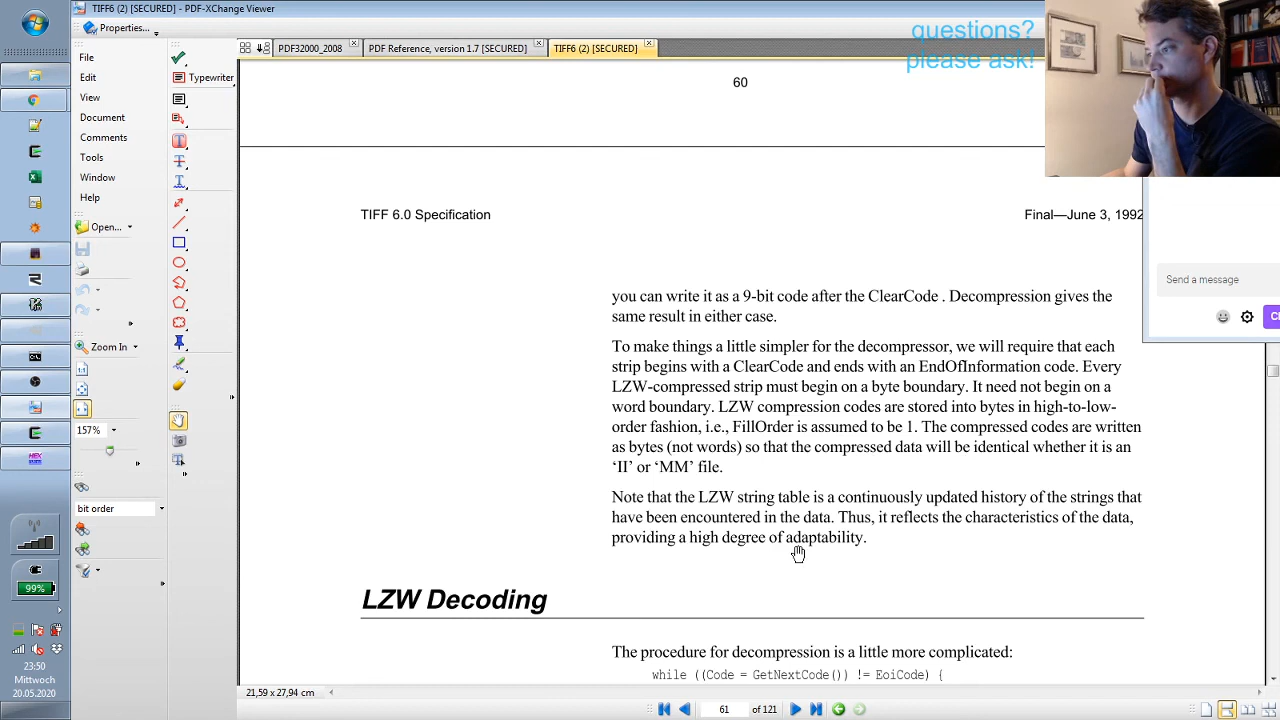 TIFF6 (2) [SECURED] - PDF-XChange Viewer
Properties...
PDF32000_2008
PDF Reference, version 1.7 [SECURED]
TIFF6 (2) [SECURED]
questions?
please ask!
File
Edit
View
Document
Comments
Tools
Window
Help
Open...
Zoom In
157%
bit order
Typewriter
60
TIFF 6.0 Specification
Final—June 3, 1992
you can write it as a 9-bit code after the ClearCode . Decompression gives the
same result in either case.
To make things a little simpler for the decompressor, we will require that each
strip begins with a ClearCode and ends with an EndOfInformation code. Every
LZW-compressed strip must begin on a byte boundary. It need not begin on a
word boundary. LZW compression codes are stored into bytes in high-to-low-
order fashion, i.e., FillOrder is assumed to be 1. The compressed codes are written
as bytes (not words) so that the compressed data will be identical whether it is an
‘II’ or ‘MM’ file.
Note that the LZW string table is a continuously updated history of the strings that
have been encountered in the data. Thus, it reflects the characteristics of the data,
providing a high degree of adaptability.
LZW Decoding
The procedure for decompression is a little more complicated:
while ((Code = GetNextCode()) != EoiCode) {
Send a message
99%
23:50
Mittwoch
20.05.2020
21,59 x 27,94 cm
61
of 121